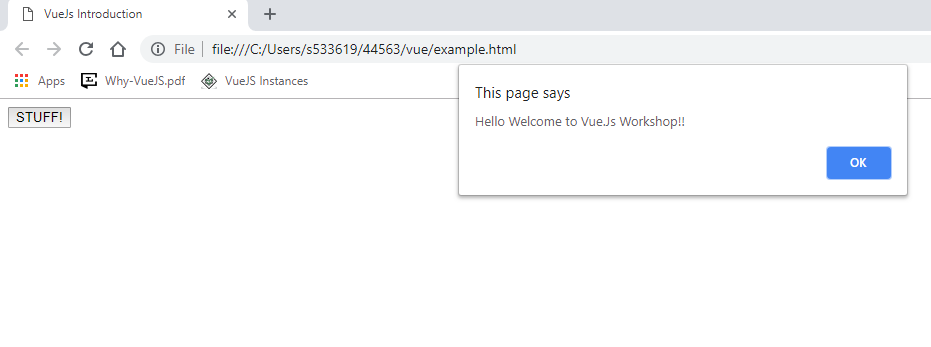 VueJs Introduction
File file:///C:/Users/s533619/44563/vue/example.html
Apps Why-VueJS.pdf VueJS Instances
STUFF!
This page says
Hello Welcome to Vue.Js Workshop!!
OK